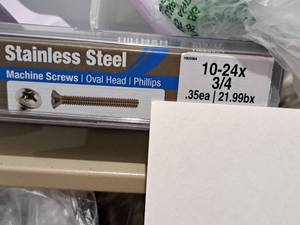 Stainless Steel
Machine Screws | Oval Head | Phillips
10-24x
3/4
.35ea | 21.99bx